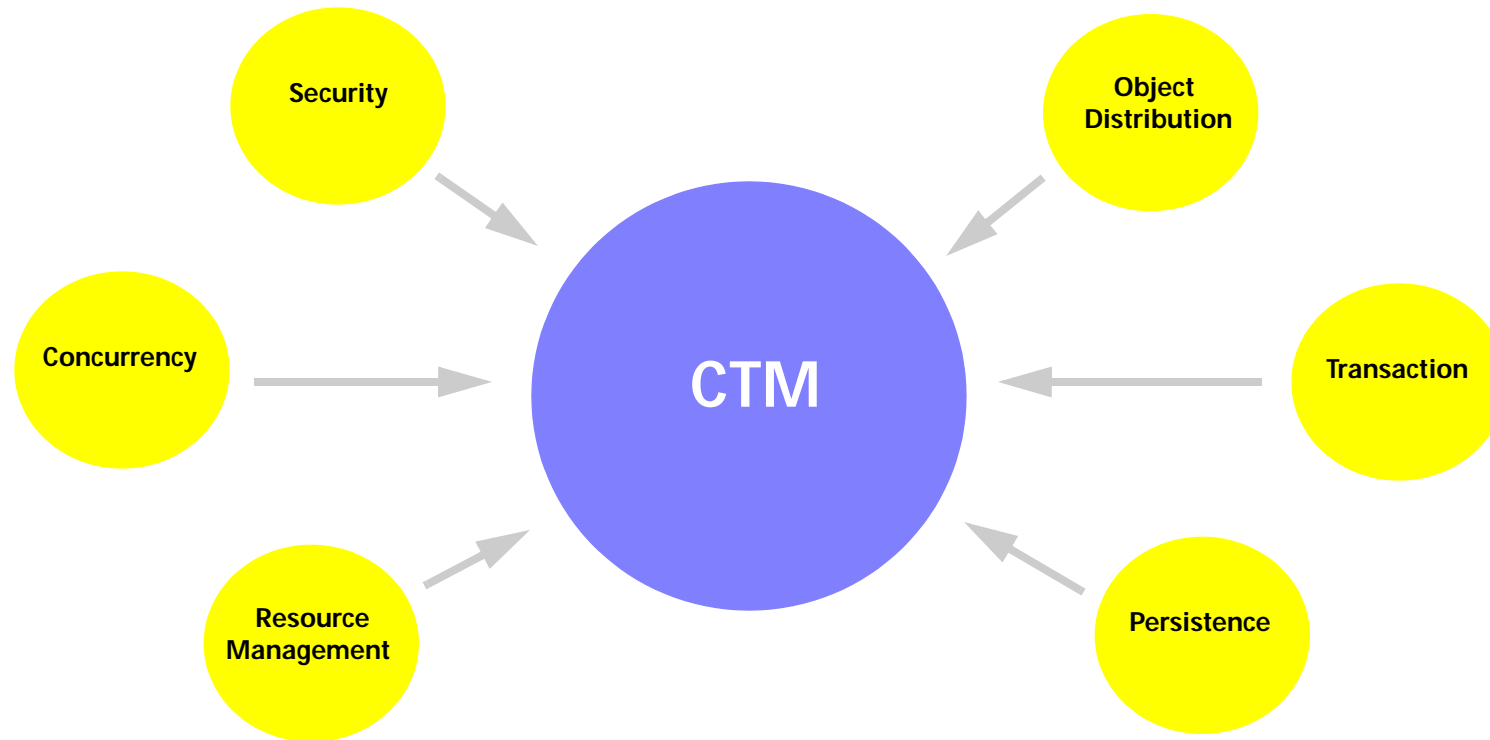 Security
Object
Distribution
Concurrency
CTM
Transaction
Resource
Management
Persistence